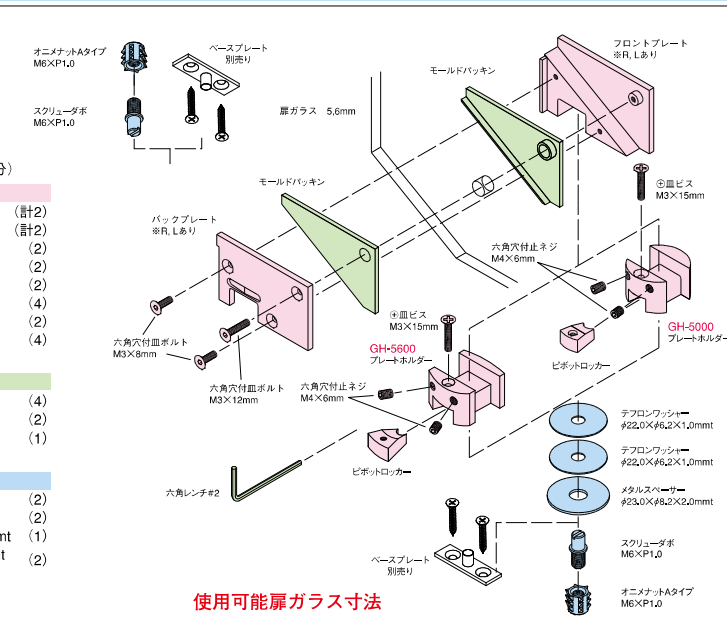 オニメナットAタイプ
M6×P1.0
スクリューダボ
M6×P1.0
ベースプレート
別売り
扉ガラス 5,6mm
モールドパッキン
フロントプレート
※R, Lあり
分）
（計2）
（計2）
（2）
（2）
（2）
（4）
（2）
（4）
（4）
（2）
（1）
（2）
（2）
mt （1）
t （2）
モールドパッキン
バックプレート
※R, Lあり
⊕皿ビス
M3×15mm
六角穴付止ネジ
M4×6mm
GH-5000
プレートホルダー
ピボットロッカー
六角穴付皿ボルト
M3×8mm
六角穴付皿ボルト
M3×12mm
⊕皿ビス
M3×15mm
GH-5600
プレートホルダー
六角穴付止ネジ
M4×6mm
ピボットロッカー
六角レンチ#2
テフロンワッシャー
φ22.0×φ6.2×1.0mmt
テフロンワッシャー
φ22.0×φ6.2×1.0mmt
メタルスペーサー
φ23.0×φ8.2×2.0mmt
スクリューダボ
M6×P1.0
オニメナットAタイプ
M6×P1.0
ベースプレート
別売り
使用可能扉ガラス寸法